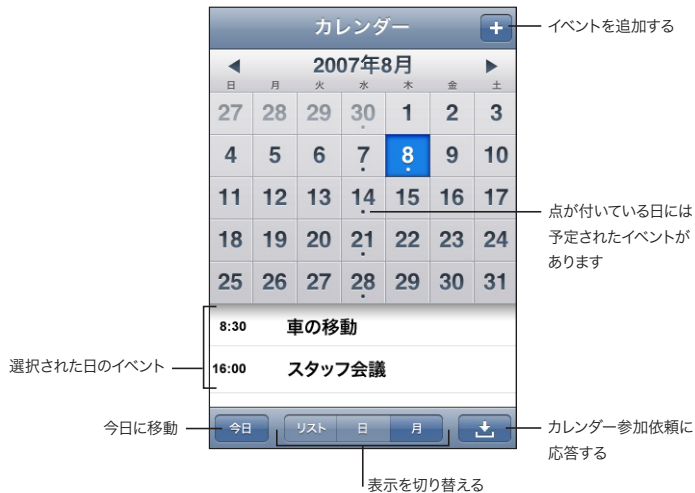 カレンダー
+
イベントを追加する
2007年8月
日 月 火 水 木 金 土
27 28 29 30 1 2 3
4 5 6 7 8 9 10
11 12 13 14 15 16 17
18 19 20 21 22 23 24
25 26 27 28 29 30 31
点が付いている日には
予定されたイベントが
あります
8:30 車の移動
16:00 スタッフ会議
選択された日のイベント
今日に移動
今日 リスト 日 月
カレンダー参加依頼に
応答する
表示を切り替える